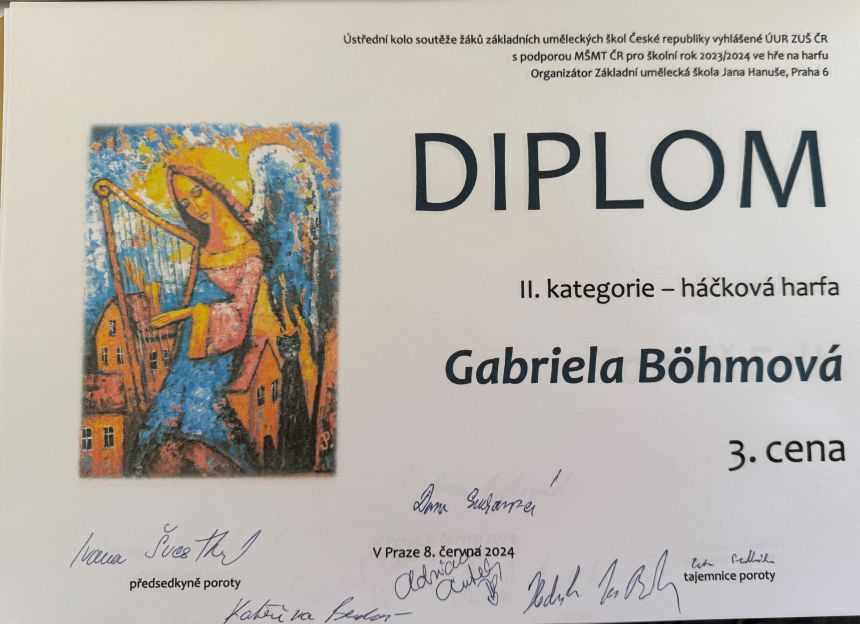 Ústřední kolo soutěže žáků základních uměleckých škol České republiky vyhlášené ÚUR ZUŠ ČR
s podporou MŠMT ČR pro školní rok 2023/2024 ve hře na harfu
Organizátor Základní umělecká škola Jana Hanuše, Praha 6
DIPLOM
II. kategorie – háčková harfa
Gabriela Böhmová
3. cena
Ivana
V Praze 8. června 2024
předsedkyně poroty
tajemnice poroty
Kateřina